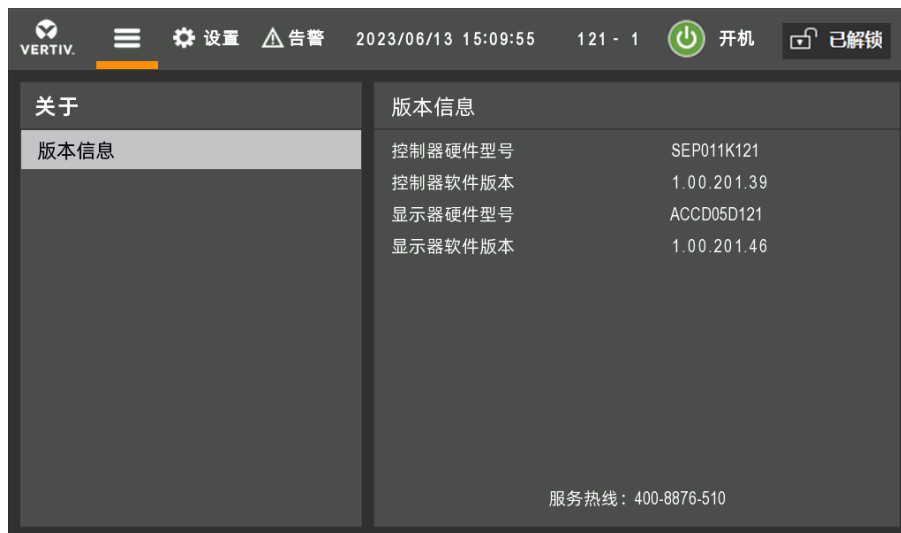 VERTIV. 设置 告警 2023/06/13 15:09:55 121 - 1 开机 已解锁
关于
版本信息
版本信息
控制器硬件型号 SEP011K121
控制器软件版本 1.00.201.39
显示器硬件型号 ACCD05D121
显示器软件版本 1.00.201.46
服务热线：400-8876-510